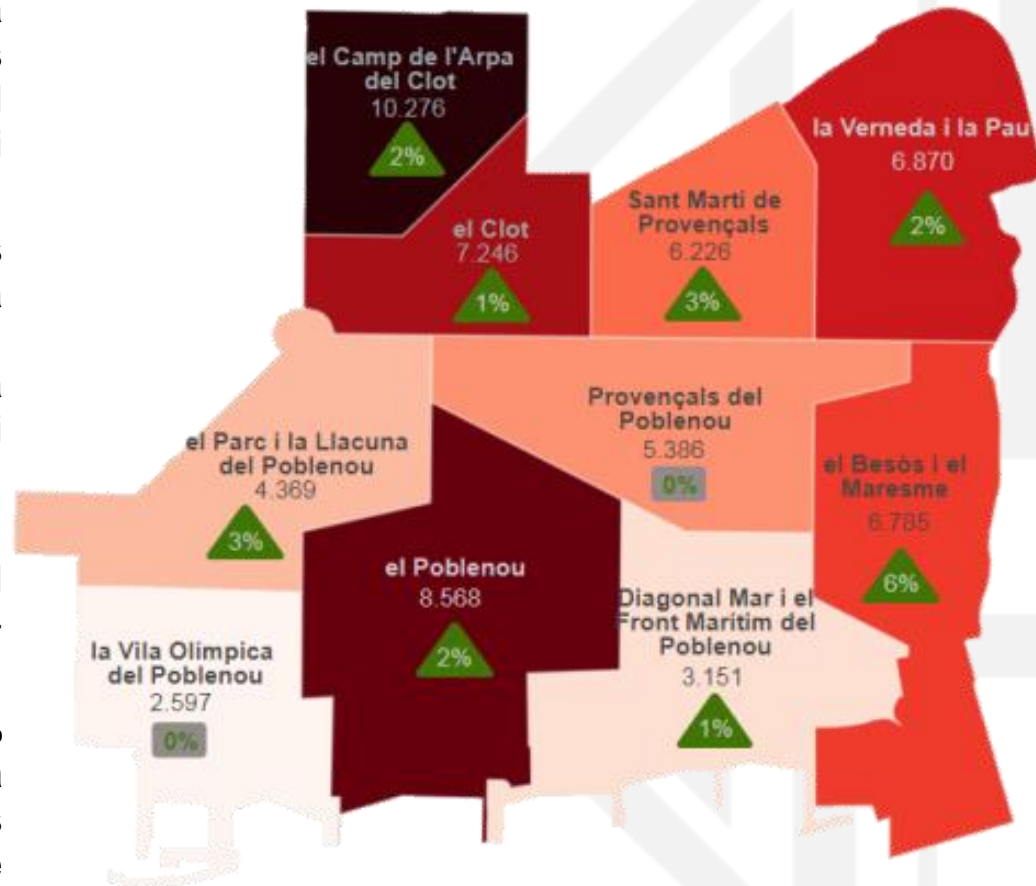 el Camp de l'Arpa
del Clot
10.276
2%
la Verneda i la Pau
6.870
2%
Sant Martí de
Provençals
6.226
3%
el Clot
7.246
1%
Provençals del
Poblenou
5.386
0%
el Parc i la Llacuna
del Poblenou
4.369
3%
el Besòs i el
Maresme
6.785
6%
el Poblenou
8.568
2%
Diagonal Mar i el
Front Marítim del
Poblenou
3.151
1%
la Vila Olímpica
del Poblenou
2.597
0%